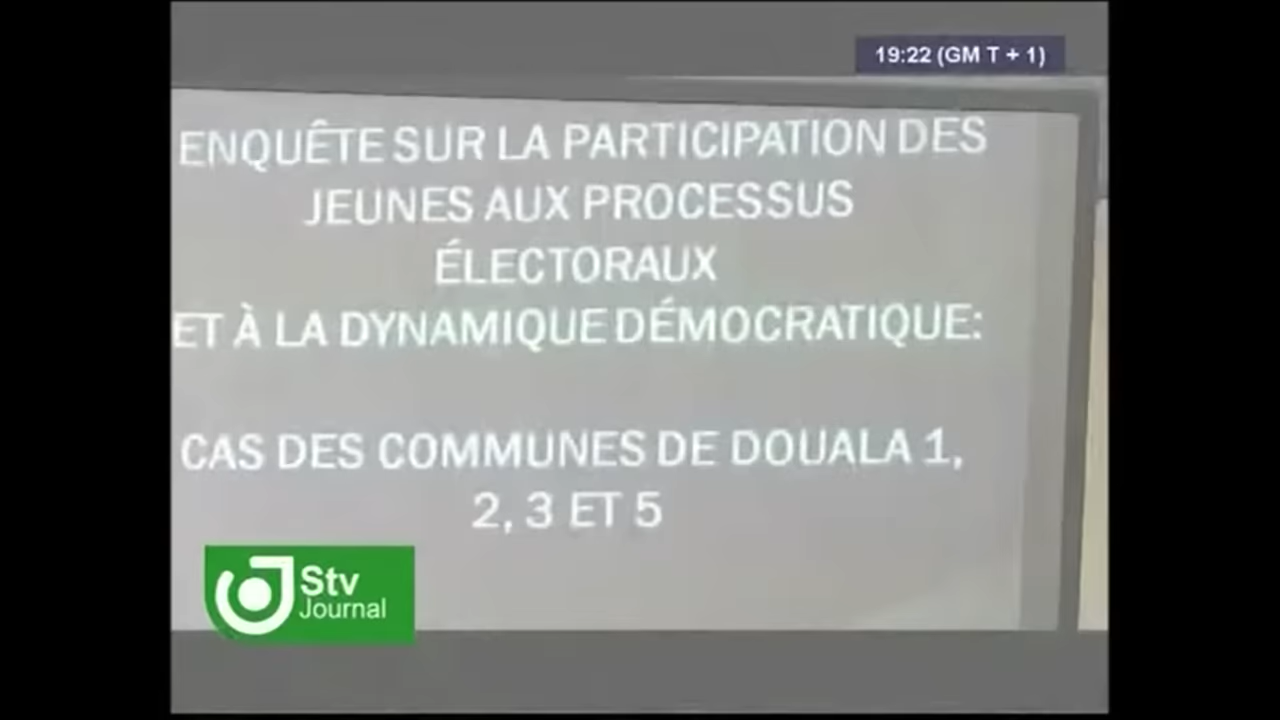 19:22 (GM T + 1)
ENQUÊTE SUR LA PARTICIPATION DES
JEUNES AUX PROCESSUS
ÉLECTORAUX
ET À LA DYNAMIQUE DÉMOCRATIQUE:
CAS DES COMMUNES DE DOUALA 1,
2, 3 ET 5
Stv
Journal